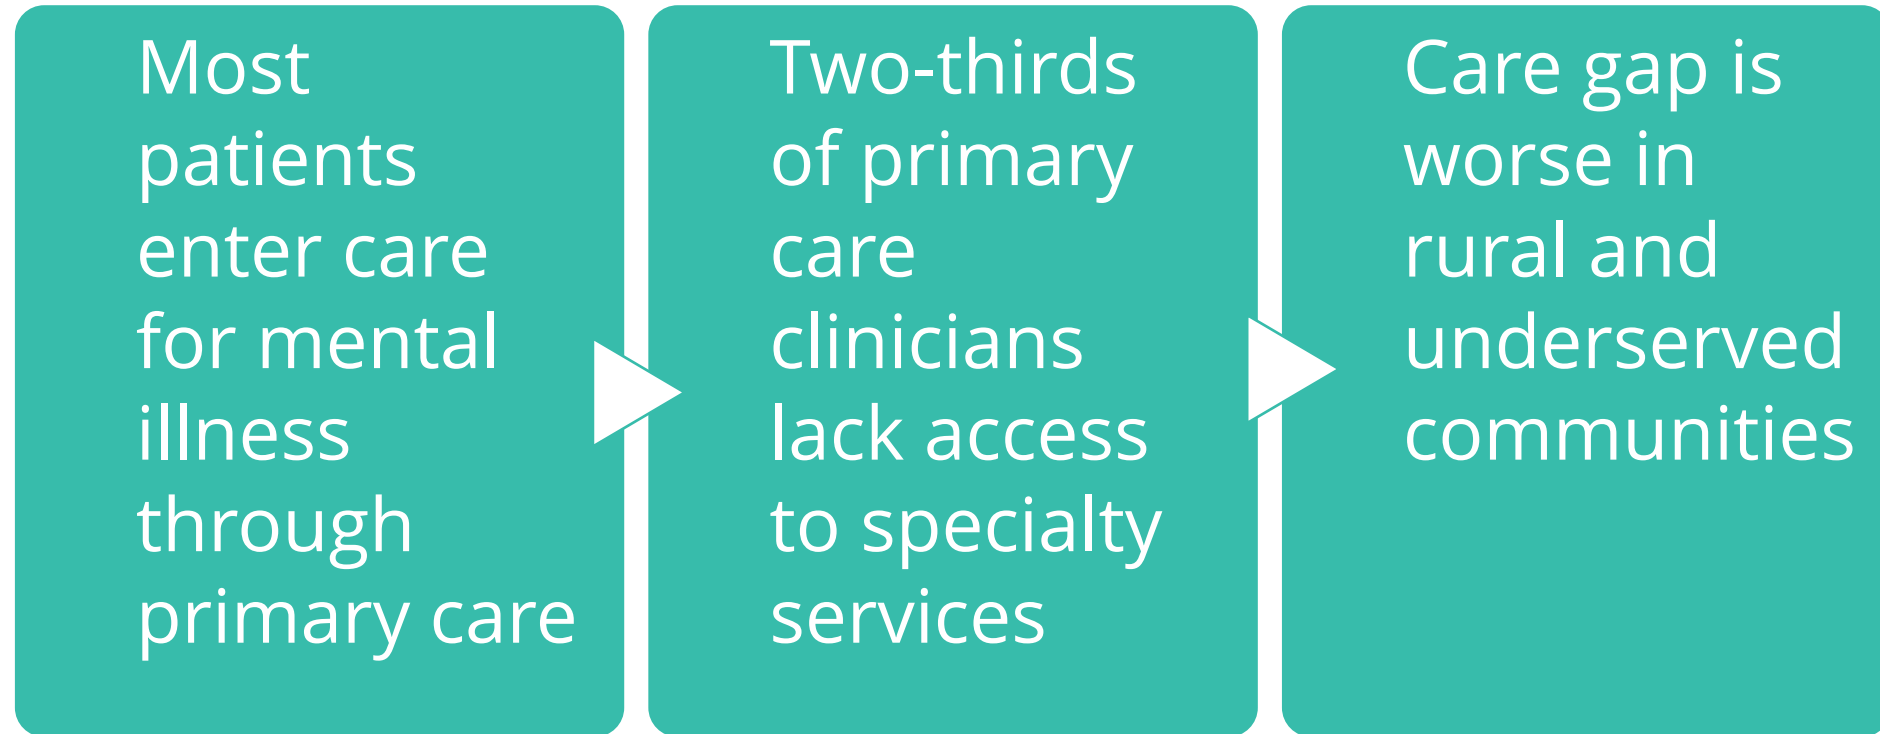 Most
patients
enter care
for mental
illness
through
primary care
Two-thirds
of primary
care
clinicians
lack access
to specialty
services
Care gap is
worse in
rural and
underserved
communities